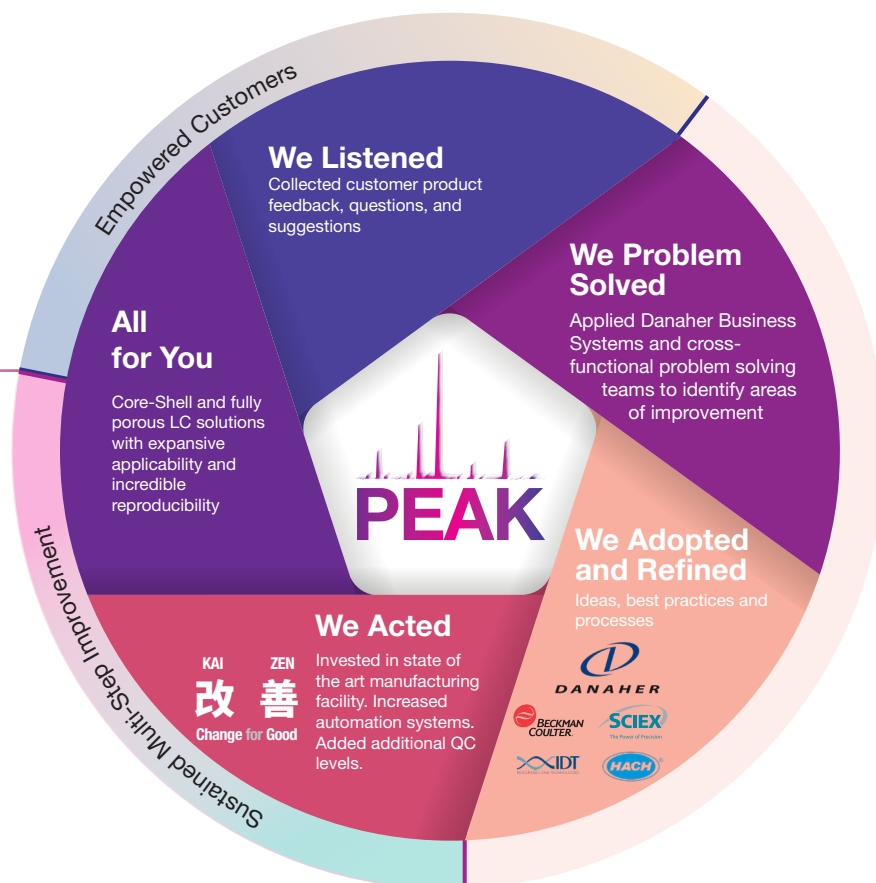 Empowered Customers
We Listened
Collected customer product
feedback, questions, and
suggestions
We Problem
Solved
Applied Danaher Business
Systems and cross-
functional problem solving
teams to identify areas
of improvement
All
for You
Core-Shell and fully
porous LC solutions
with expansive
applicability and
incredible
reproducibility
PEAK
We Adopted
and Refined
Ideas, best practices and
processes
DANAHER
BECKMAN
COULTER
SCIEX
The Power of Precision
IDT
INTEGRATED DNA TECHNOLOGIES
HACH®
We Acted
Invested in state of
the art manufacturing
facility. Increased
automation systems.
Added additional QC
levels.
KAI ZEN
改 善
Change for Good
Sustained Multi-Step Improvement